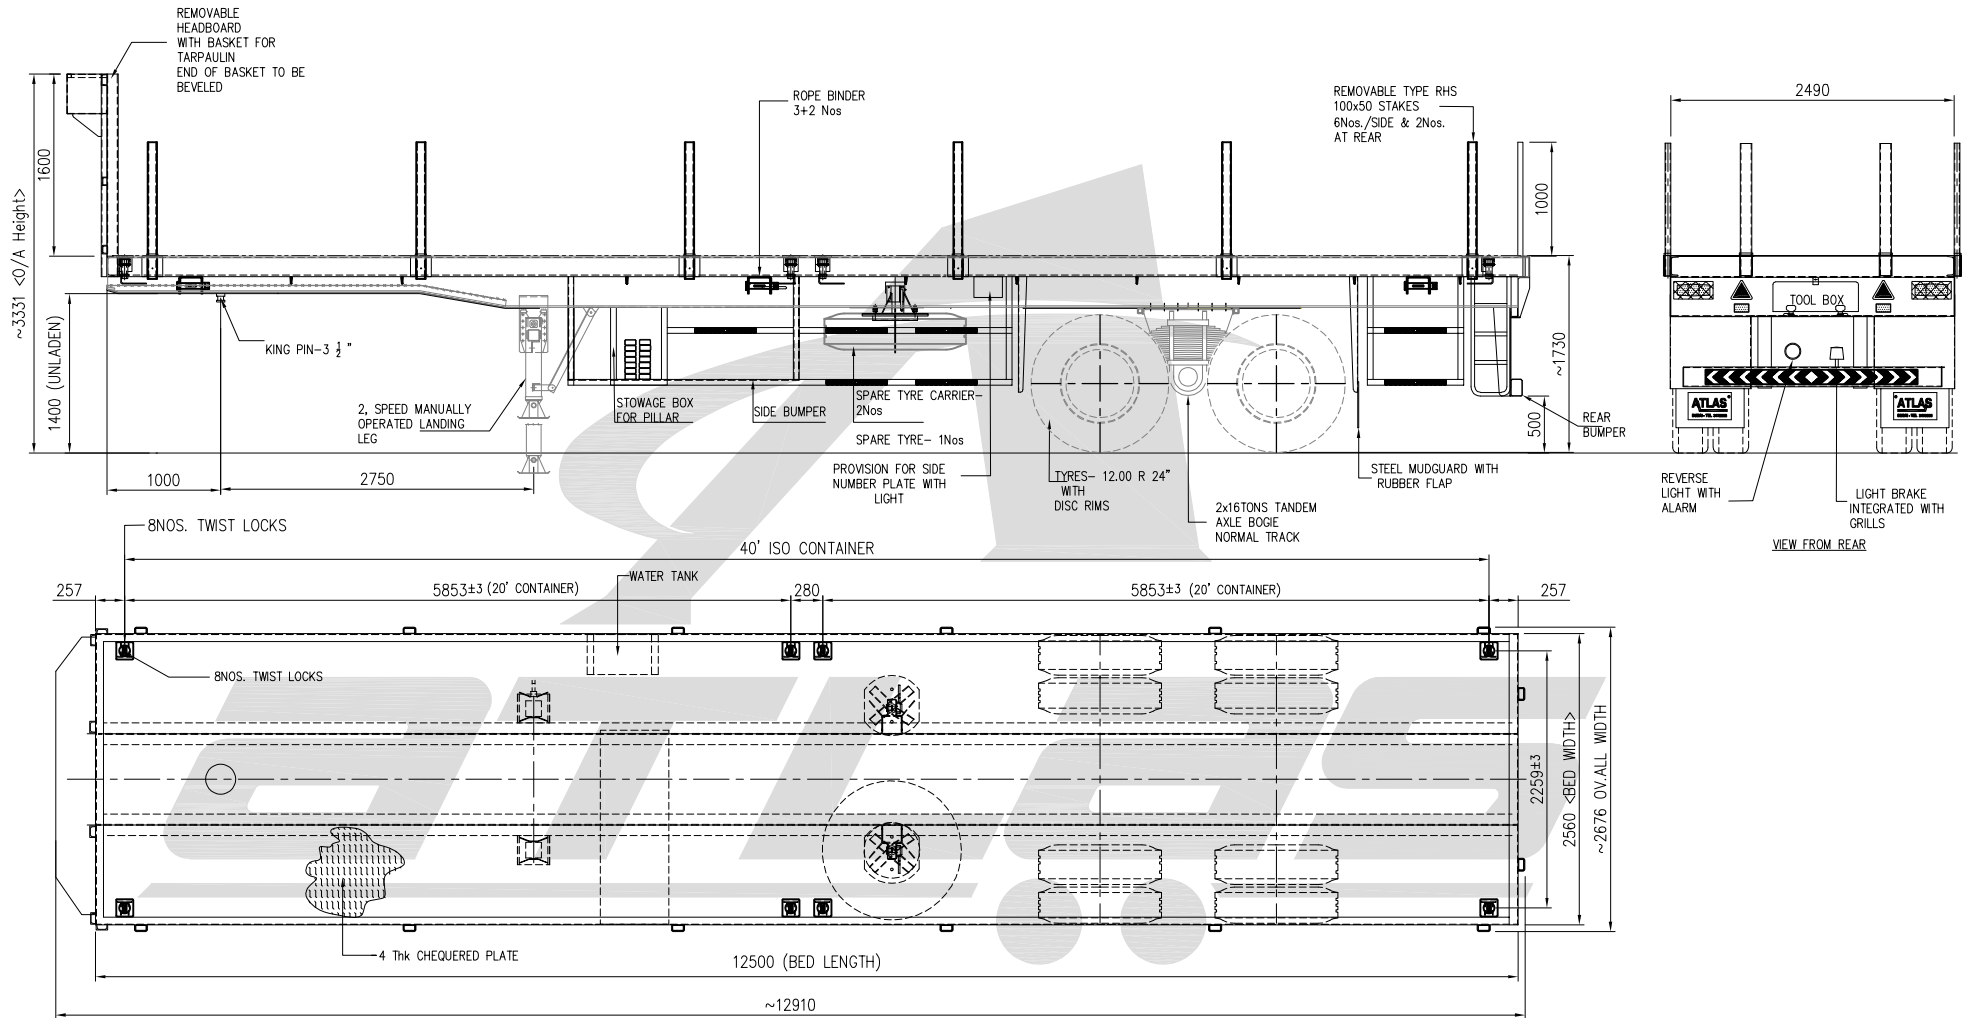 REMOVABLE
HEADBOARD
WITH BASKET FOR
TARPAULIN
END OF BASKET TO BE
BEVELED
ROPE BINDER
3+2 Nos
REMOVABLE TYPE RHS
100x50 STAKES
6Nos./SIDE & 2Nos.
AT REAR
2490
1600
~3331 <O/A Height>
1400 (UNLADEN)
1000
~1730
500
TOOL BOX
KING PIN-3 1/2"
2, SPEED MANUALLY
OPERATED LANDING
LEG
STOWAGE BOX
FOR PILLAR
SIDE BUMPER
SPARE TYRE CARRIER-
2Nos
SPARE TYRE- 1Nos
PROVISION FOR SIDE
NUMBER PLATE WITH
LIGHT
TYRES- 12.00 R 24"
WITH
DISC RIMS
2x16TONS TANDEM
AXLE BOGIE
NORMAL TRACK
STEEL MUDGUARD WITH
RUBBER FLAP
REAR
BUMPER
ATLAS
ATLAS
REVERSE
LIGHT WITH
ALARM
LIGHT BRAKE
INTEGRATED WITH
GRILLS
VIEW FROM REAR
1000
2750
8NOS. TWIST LOCKS
40' ISO CONTAINER
WATER TANK
257
5853±3 (20' CONTAINER)
280
5853±3 (20' CONTAINER)
257
8NOS. TWIST LOCKS
2259±3
2560 <BED WIDTH>
~2676 OV.ALL WIDTH
ATLAS
4 Thk CHEQUERED PLATE
12500 (BED LENGTH)
~12910